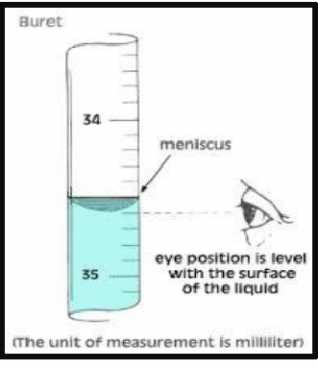 Buret
34
meniscus
eye position is level
with the surface
of the liquid
35
(The unit of measurement is milliliter)